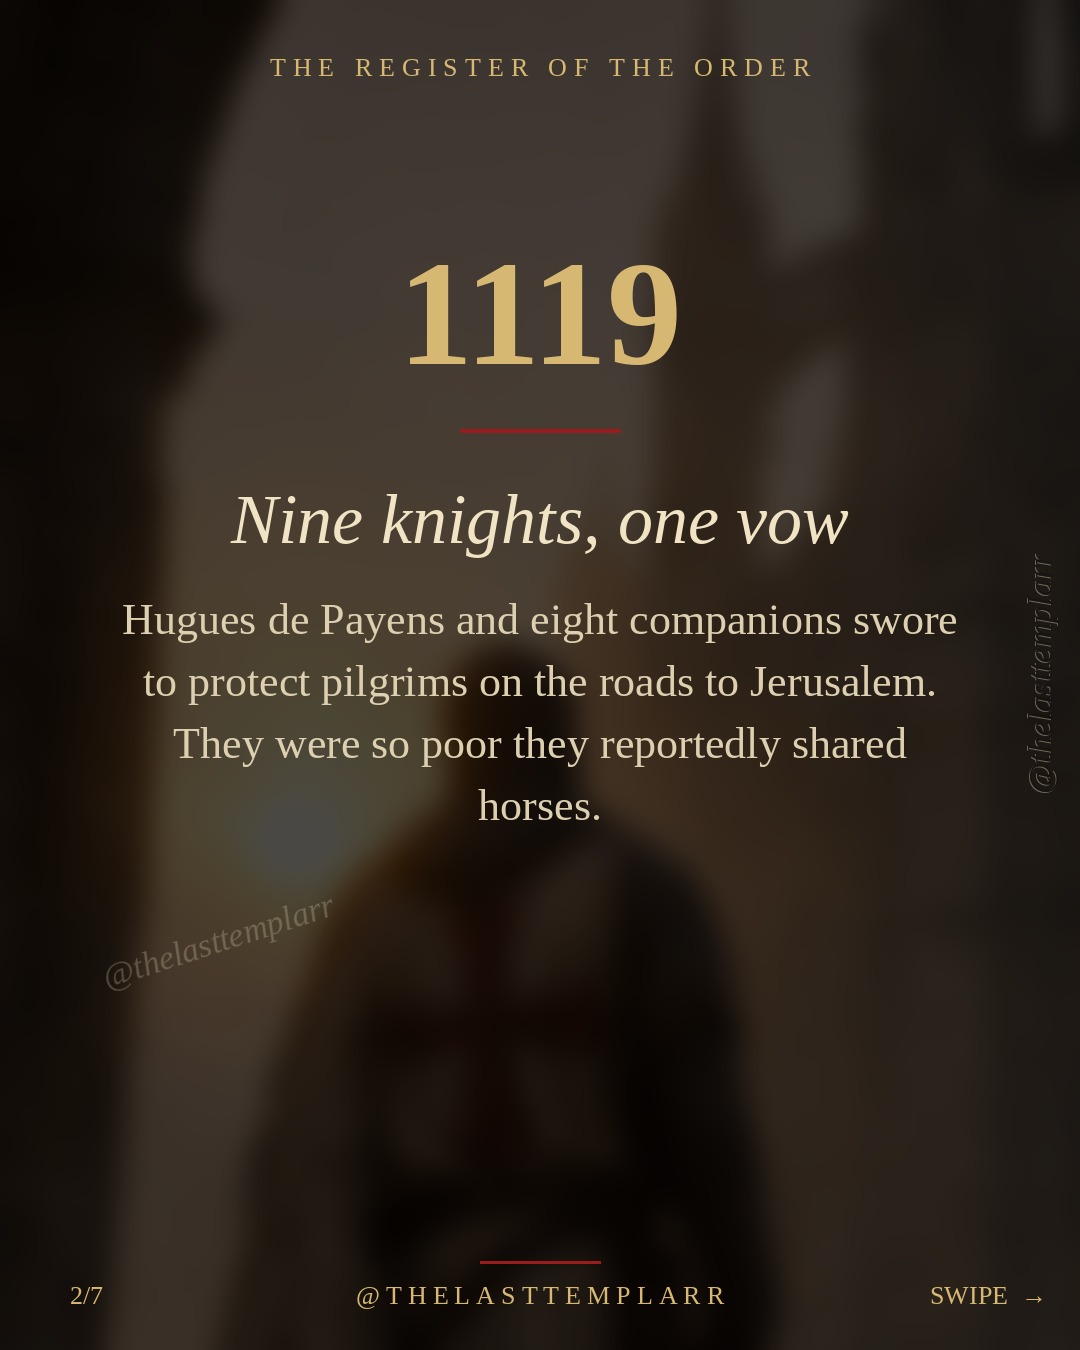 THE REGISTER OF THE ORDER
1119
Nine knights, one vow
Hugues de Payens and eight companions swore
to protect pilgrims on the roads to Jerusalem.
They were so poor they reportedly shared
horses.
@thelasttemplarr
@thelasttemplarr
2/7
@THELASTTEMPLARR
SWIPE →